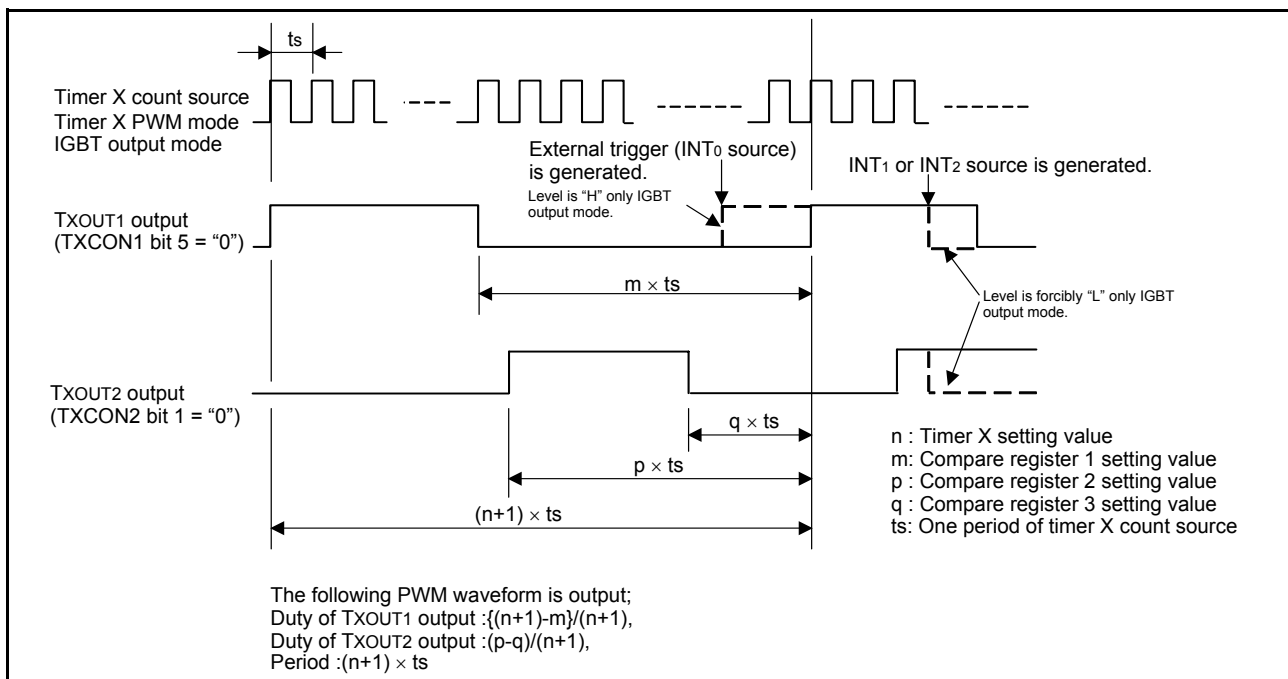 ts
Timer X count source
Timer X PWM mode
IGBT output mode
External trigger (INT0 source)
is generated.
Level is “H” only IGBT
output mode.
INT1 or INT2 source is generated.
TXOUT1 output
(TXCON1 bit 5 = “0”)
m × ts
Level is forcibly “L” only IGBT
output mode.
TXOUT2 output
(TXCON2 bit 1 = “0”)
q × ts
p × ts
(n+1) × ts
n : Timer X setting value
m: Compare register 1 setting value
p : Compare register 2 setting value
q : Compare register 3 setting value
ts: One period of timer X count source
The following PWM waveform is output;
Duty of TXOUT1 output :{(n+1)-m}/(n+1),
Duty of TXOUT2 output :(p-q)/(n+1),
Period :(n+1) × ts